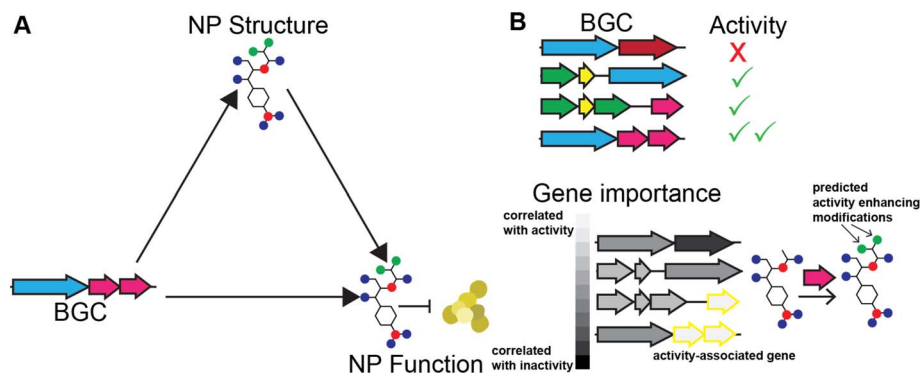 A
NP Structure
BGC
NP Function
B
BGC
Activity
X
✓
✓
✓ ✓
Gene importance
correlated
with activity
correlated
with inactivity
activity-associated gene
predicted
activity enhancing
modifications